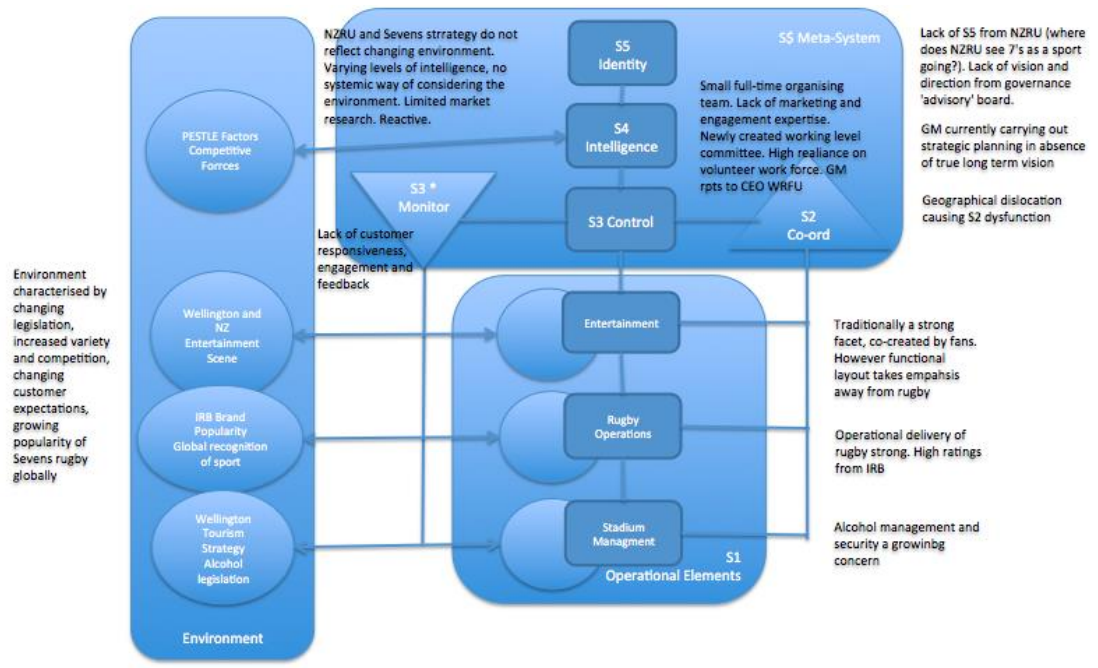 NZRU and Sevens strrategy do not
reflect changing environment.
Varying levels of intelligence, no
systemic way of considering the
environment. Limited market
research. Reactive.
S5
Identity
S$ Meta-System
Lack of S5 from NZRU (where
does NZRU see 7's as a sport
going?). Lack of vision and
direction from governance
'advisory' board.
Small full-time organising
team. Lack of marketing and
engagement expertise.
Newly created working level
committee. High realiance on
volunteer work force. GM
rpts to CEO WRFU
PESTLE Factors
Competitive
Forrces
S4
Intelligence
GM currently carrying out
strategic planning in absence
of true long term vision
S3 *
Monitor
S3 Control
S2
Co-ord
Geographical dislocation
causing S2 dysfunction
Lack of customer
responsiveness,
engagement and
feedback
Environment
characterised by
changing
legislation,
increased variety
and competition,
changing
customer
expectations,
growing
popularity of
Sevens rugby
globally
Wellington and
NZ
Entertainment
Scene
Entertainment
Traditionally a strong
facet, co-created by fans.
However functional
layout takes empahsis
away from rugby
IRB Brand
Popularity
Global recognition
of sport
Rugby
Operations
Operational delivery of
rugby strong. High ratings
from IRB
Wellington
Tourism
Strategy
Alcohol
legislation
Stadium
Managment
Alcohol management and
security a growinbg
concern
S1
Operational Elements
Environment